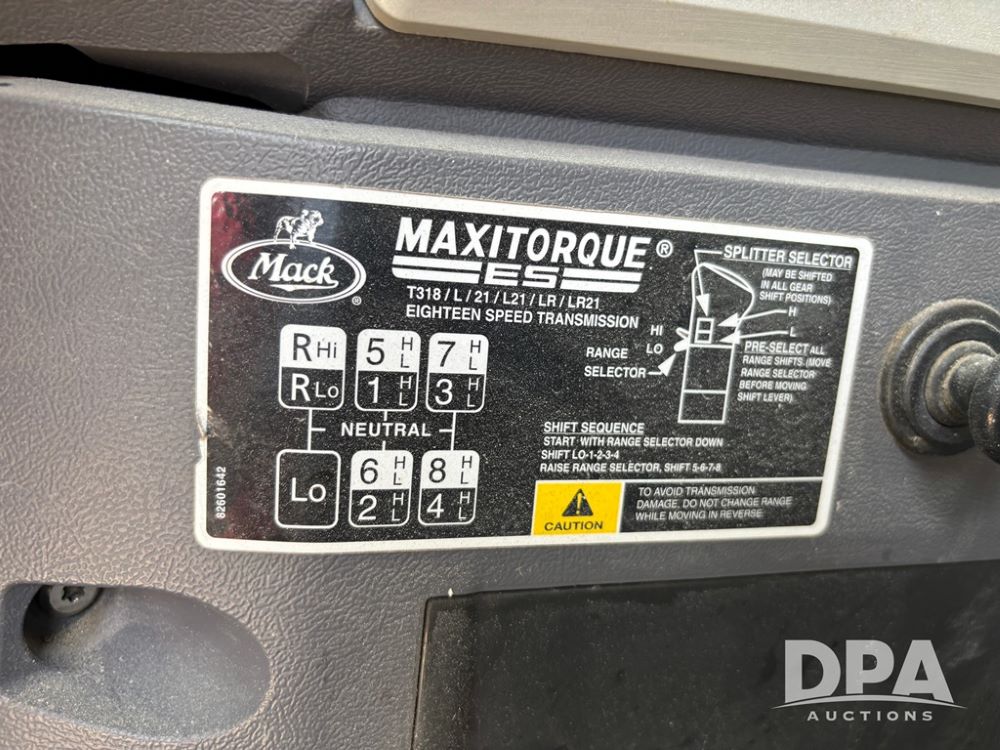 Mack ®
MAXITORQUE ®
ES
T318 / L / 21 / L21 / LR / LR21
EIGHTEEN SPEED TRANSMISSION
R Hi 5 H L 7 H L
R Lo 1 H L 3 H L
NEUTRAL
Lo 6 H L 8 H L
2 H L 4 H L
82601642
SPLITTER SELECTOR
(MAY BE SHIFTED
IN ALL GEAR
SHIFT POSITIONS)
H
L
HI
LO
RANGE
SELECTOR
PRE-SELECT ALL
RANGE SHIFTS. (MOVE
RANGE SELECTOR
BEFORE MOVING
SHIFT LEVER)
SHIFT SEQUENCE
START WITH RANGE SELECTOR DOWN
SHIFT LO-1-2-3-4
RAISE RANGE SELECTOR, SHIFT 5-6-7-8
CAUTION
TO AVOID TRANSMISSION
DAMAGE, DO NOT CHANGE RANGE
WHILE MOVING IN REVERSE
DPA
AUCTIONS